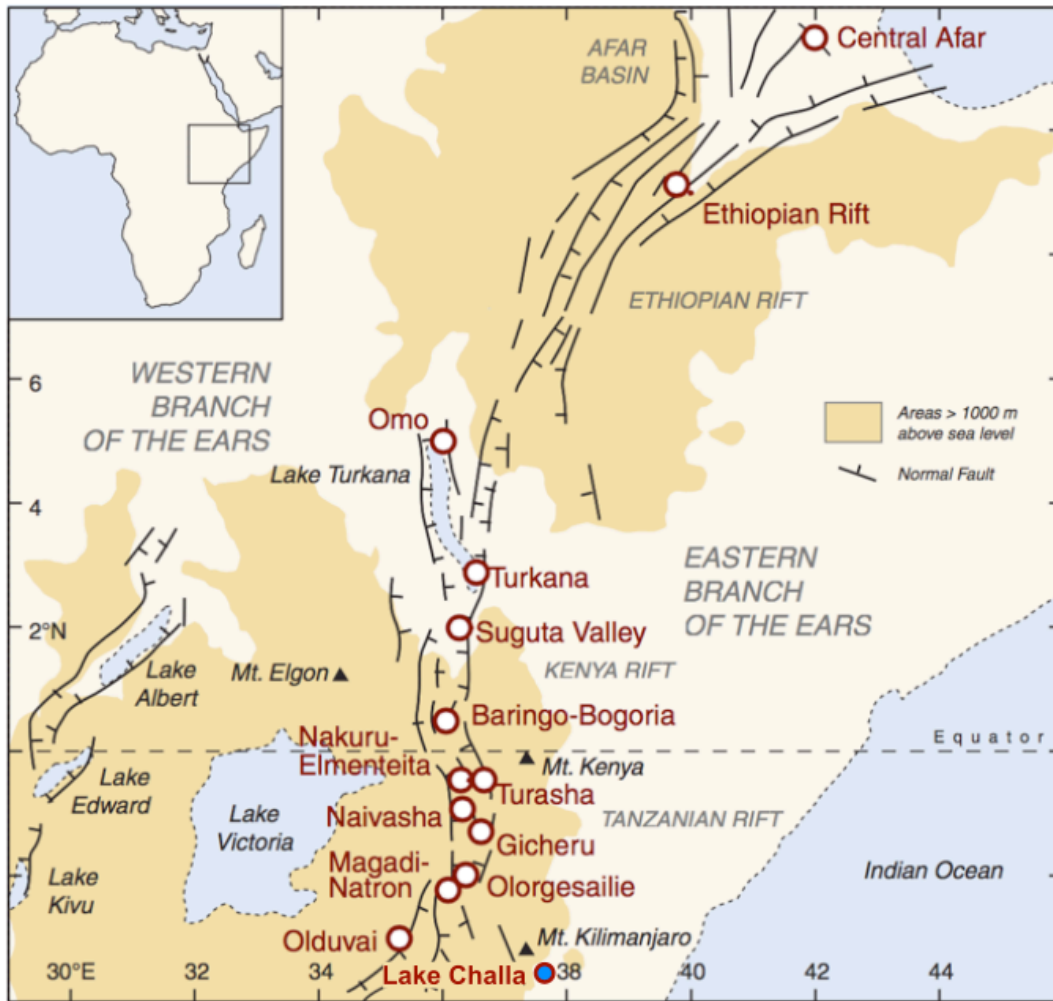 Central Afar
AFAR
BASIN
Ethiopian Rift
ETHIOPIAN RIFT
WESTERN
BRANCH
OF THE EARS
6
Omo
Areas > 1000 m
above sea level
Lake Turkana
Normal Fault
4
EASTERN
BRANCH
OF THE EARS
Turkana
2°N
Suguta Valley
Lake
Albert
Mt. Elgon
KENYA RIFT
Baringo-Bogoria
Nakuru-
Elmenteita
Equator
Mt. Kenya
Lake
Edward
Turasha
Lake
Victoria
Naivasha
TANZANIAN RIFT
Gicheru
Magadi-
Natron
Indian Ocean
Lake
Kivu
Olorgesailie
Olduvai
Mt. Kilimanjaro
30°E
32
34
Lake Challa
38
40
42
44